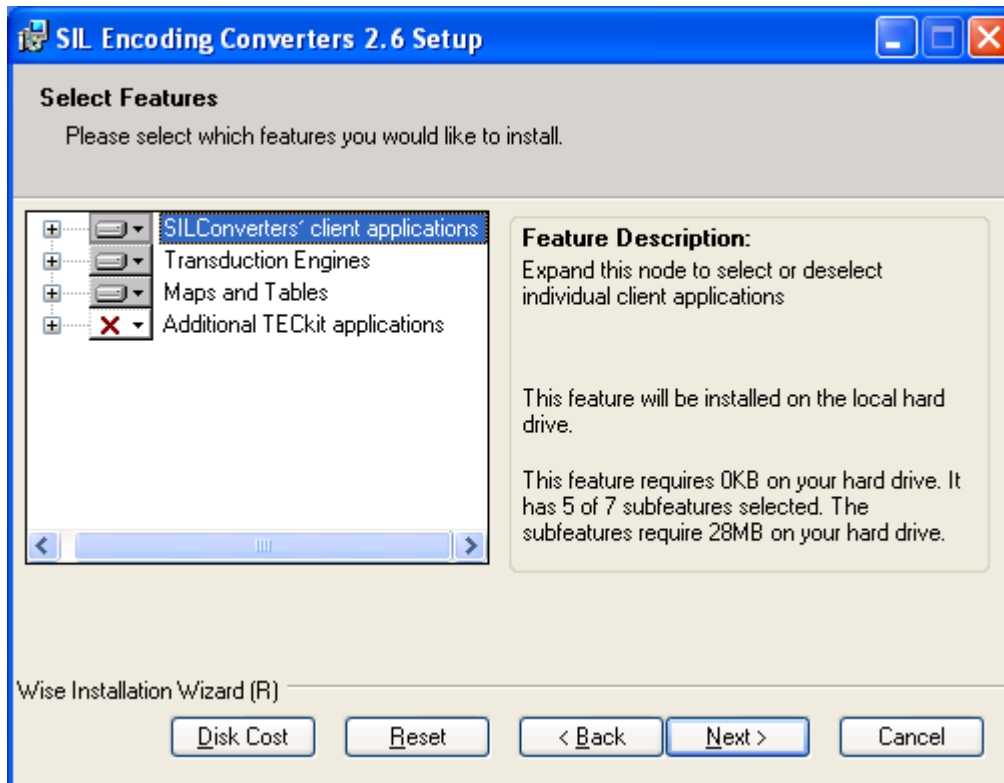 SIL Encoding Converters 2.6 Setup
Select Features
Please select which features you would like to install.
SILConverters´ client applications
Transduction Engines
Maps and Tables
Additional TECkit applications
Feature Description:
Expand this node to select or deselect
individual client applications
This feature will be installed on the local hard
drive.
This feature requires 0KB on your hard drive. It
has 5 of 7 subfeatures selected. The
subfeatures require 28MB on your hard drive.
Wise Installation Wizard (R)
Disk Cost
Reset
< Back
Next >
Cancel